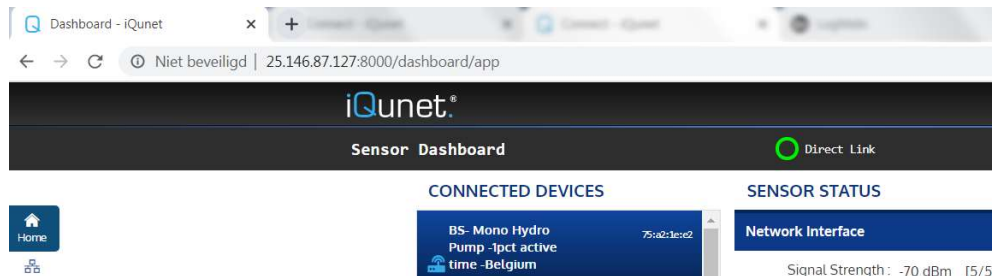 Dashboard - iQunet
Niet beveiligd | 25.146.87.127:8000/dashboard/app
iQunet.®
Sensor Dashboard
Direct Link
CONNECTED DEVICES
SENSOR STATUS
Home
BS- Mono Hydro
Pump -1pct active
time -Belgium
75:a2:1e:e2
Network Interface
Signal Strength : -70 dBm [5/5